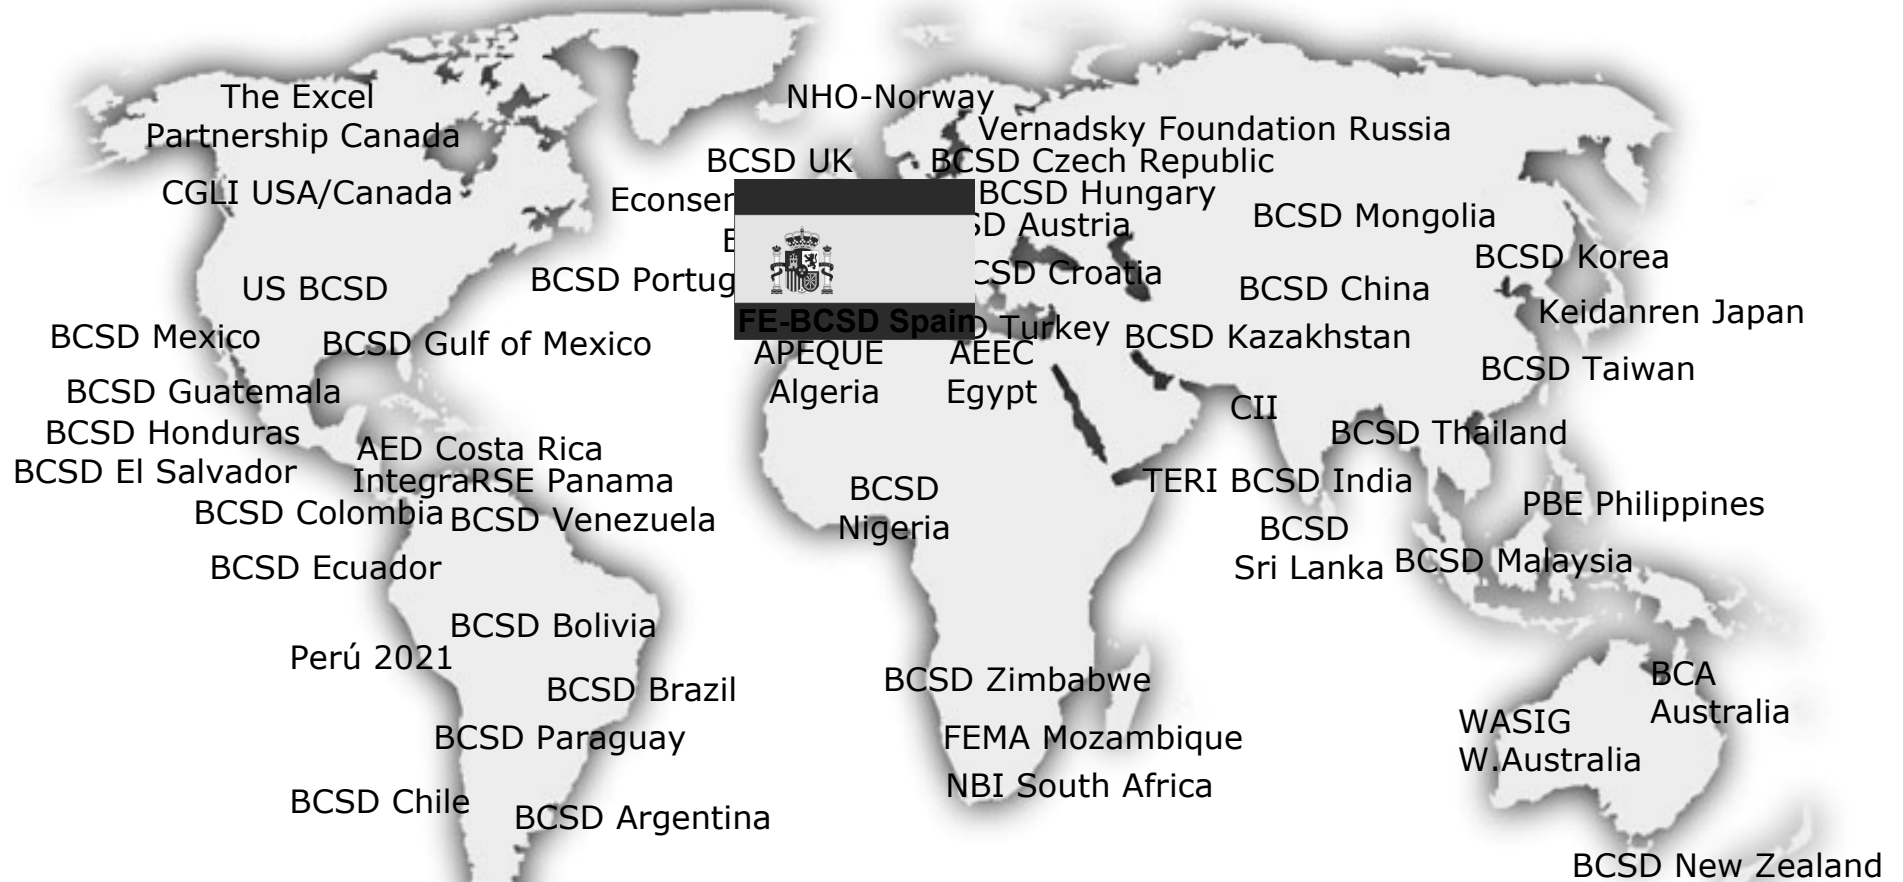 The Excel
Partnership Canada
NHO-Norway
Vernadsky Foundation Russia
BCSD UK
BCSD Czech Republic
CGLI USA/Canada
BCSD Hungary
BCSD Mongolia
Austria
BCSD Korea
US BCSD
BCSD
Croatia
BCSD China
Keidanren Japan
FE-BCSD Spain
Turkey
BCSD Mexico
BCSD Gulf of Mexico
BCSD Kazakhstan
APEQUE
Algeria
AEEC
Egypt
BCSD Taiwan
BCSD Guatemala
CII
BCSD Honduras
BCSD Thailand
AED Costa Rica
BCSD El Salvador
IntegraRSE Panama
TERI BCSD India
BCSD
Nigeria
BCSD Colombia
BCSD Venezuela
PBE Philippines
BCSD
Sri Lanka
BCSD Malaysia
BCSD Ecuador
BCSD Bolivia
Perú 2021
BCSD Zimbabwe
BCSD Brazil
BCA
Australia
WASIG
W.Australia
BCSD Paraguay
FEMA Mozambique
NBI South Africa
BCSD Chile
BCSD Argentina
BCSD New Zealand